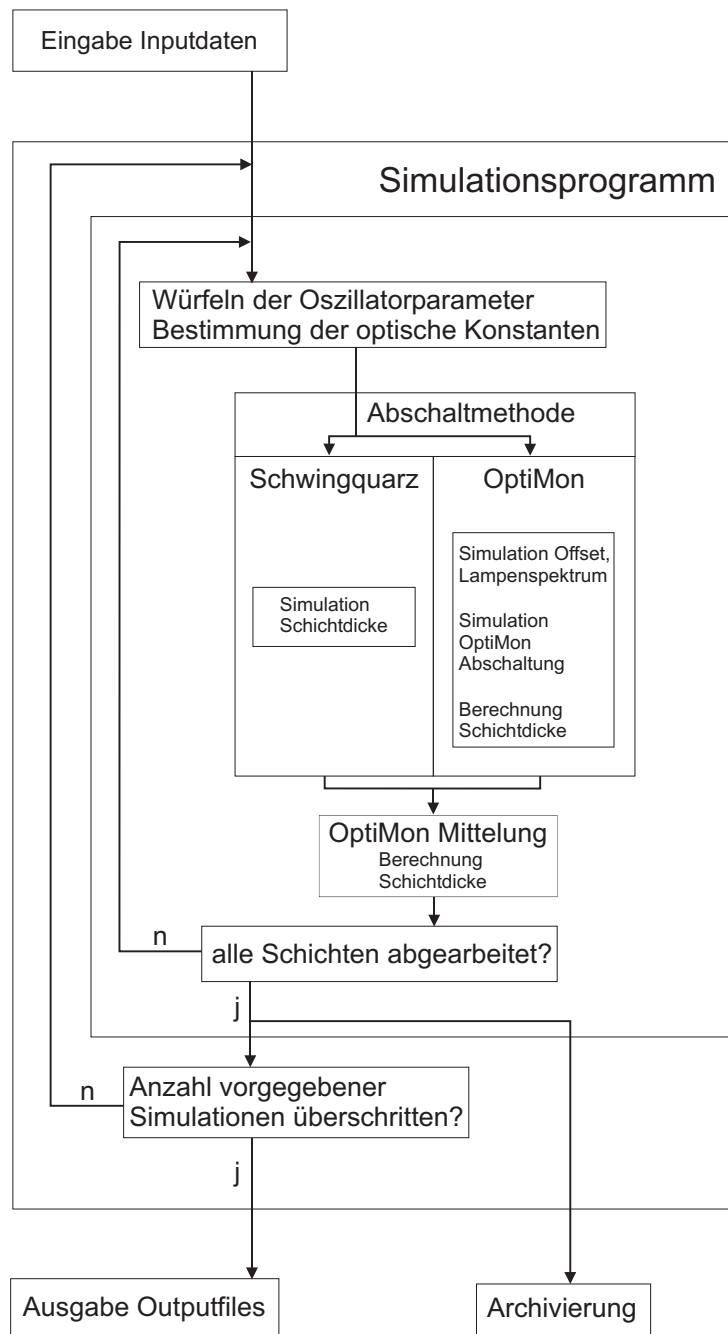 Eingabe Inputdaten
Simulationsprogramm
Würfeln der Oszillatorparameter
Bestimmung der optische Konstanten
Abschaltmethode
Schwingquarz
OptiMon
Simulation
Schichtdicke
Simulation Offset,
Lampenspektrum
Simulation
OptiMon
Abschaltung
Berechnung
Schichtdicke
OptiMon Mittelung
Berechnung
Schichtdicke
n
alle Schichten abgearbeitet?
j
n
Anzahl vorgegebener
Simulationen überschritten?
j
Ausgabe Outputfiles
Archivierung